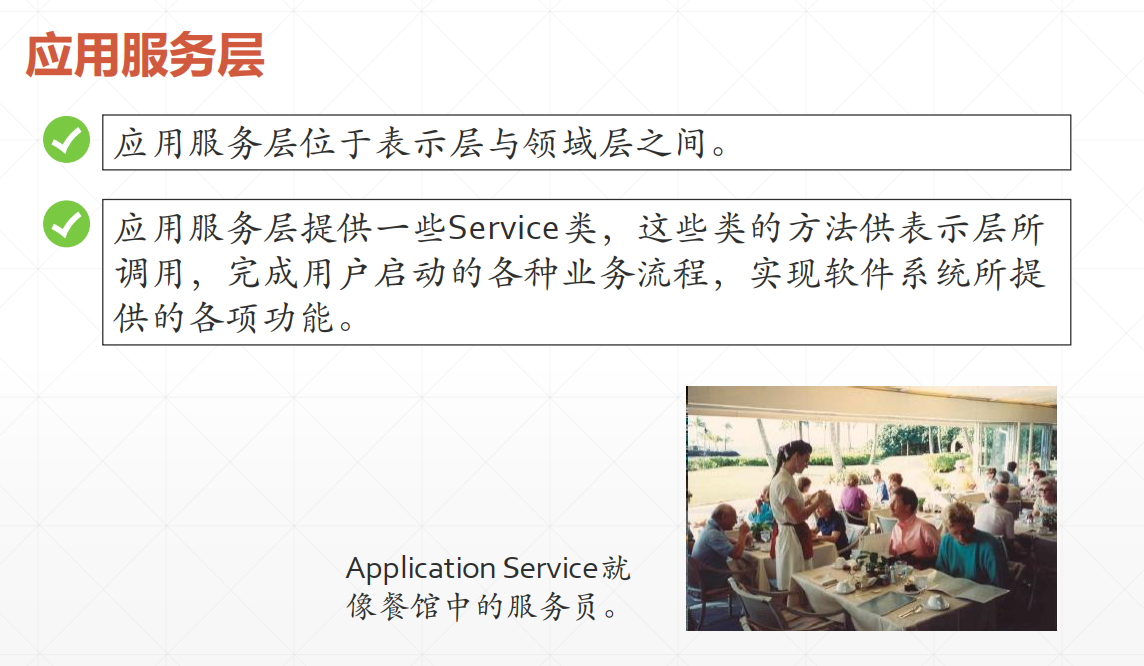 应用服务层
应用服务层位于表示层与领域层之间。
应用服务层提供一些Service类，这些类的方法供表示层所
调用，完成用户启动的各种业务流程，实现软件系统所提
供的各项功能。
Application Service就
像餐馆中的服务员。